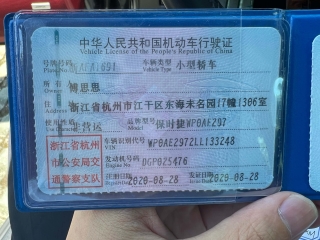 中华人民共和国机动车行驶证
Vehicle License of the People's Republic of China
号牌号码
Plate No.
车辆类型 小型轿车
Vehicle Type
所有人 傅思思
Owner
住址 浙江省杭州市江干区东海未名园17幢1306室
Address
使用性质 非营运
Use Character
品牌型号 保时捷WP0AE297
Model
浙江省杭州
市公安局交
通警察支队
车辆识别代号 WP0AE2972LL133248
VIN
发动机号码 DGP025476
Engine No.
注册日期 2020-08-28
Register Date
发证日期 2020-08-28
Issue Date